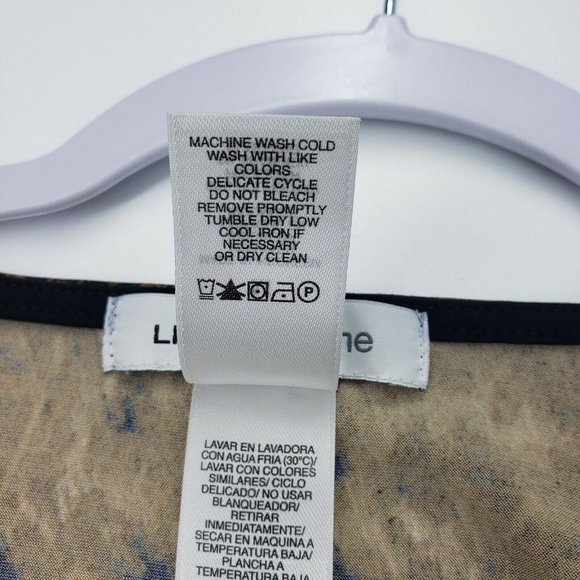 MACHINE WASH COLD
WASH WITH LIKE
COLORS
DELICATE CYCLE
DO NOT BLEACH
REMOVE PROMPTLY
TUMBLE DRY LOW
COOL IRON IF
NECESSARY
OR DRY CLEAN
P
LAVAR EN LAVADORA
CON AGUA FRIA (30°C)/
LAVAR CON COLORES
SIMILARES/ CICLO
DELICADO/ NO USAR
BLANQUEADOR/
RETIRAR
INMEDIATAMENTE/
SECAR EN MAQUINA A
TEMPERATURA BAJA/
PLANCHA A
TEMPERATURA BAJA